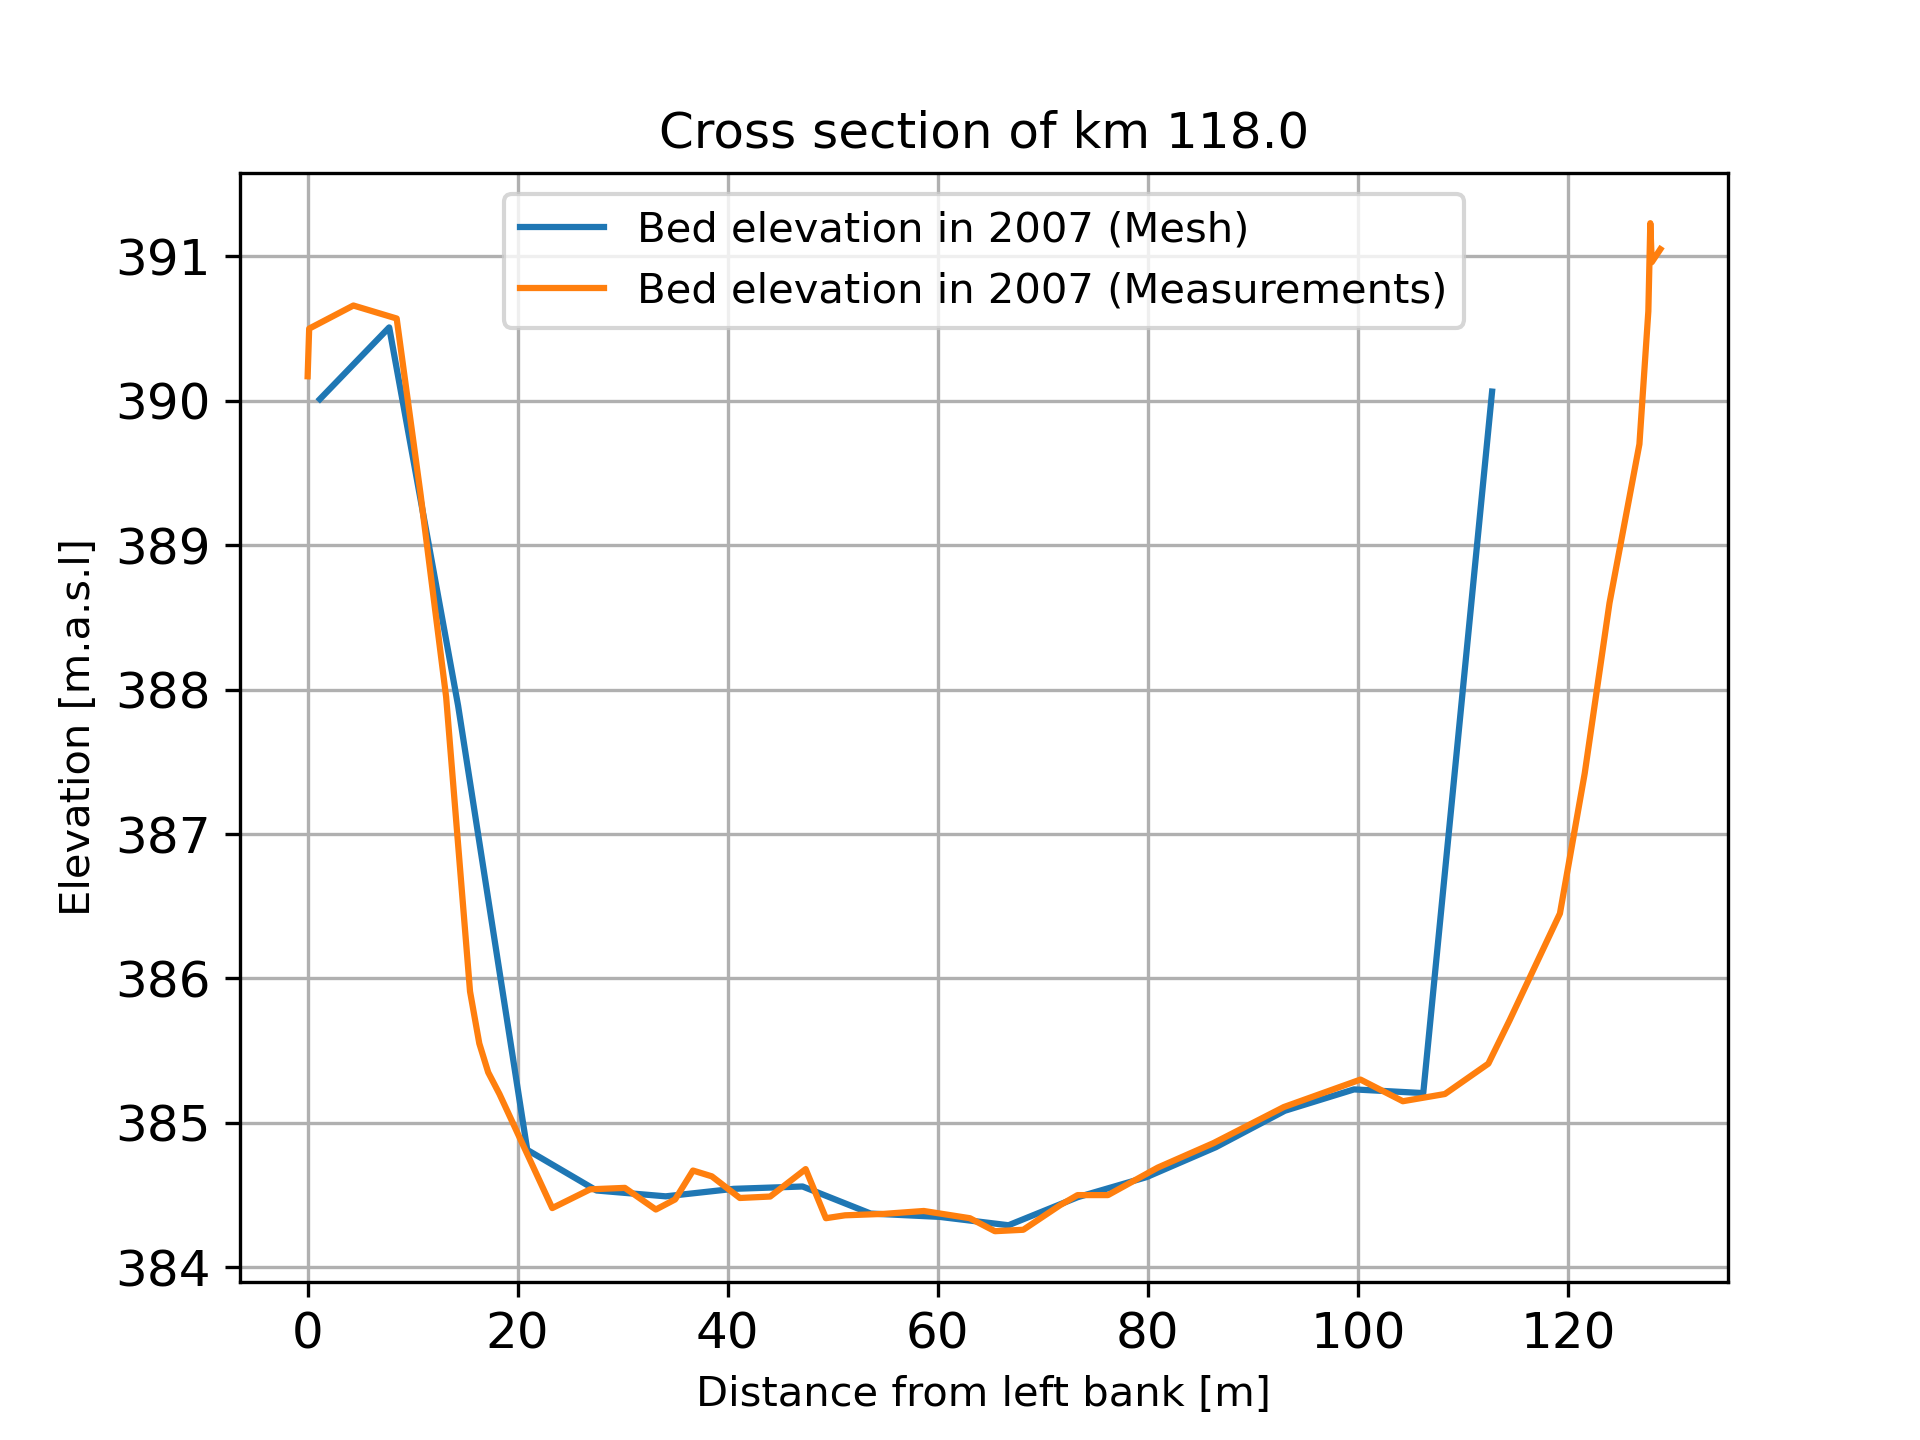 Cross section of km 118.0
Bed elevation in 2007 (Mesh)
Bed elevation in 2007 (Measurements)
391
390
389
388
387
386
385
384
Elevation [m.a.s.l]
0 20 40 60 80 100 120
Distance from left bank [m]